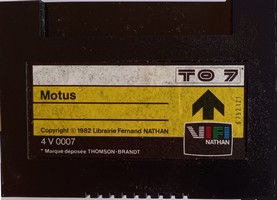 TO 7
Motus
Copyright © 1982 Librairie Fernand NATHAN
4 V 0007
* Marque déposée THOMSON-BRANDT
VIFI
NATHAN